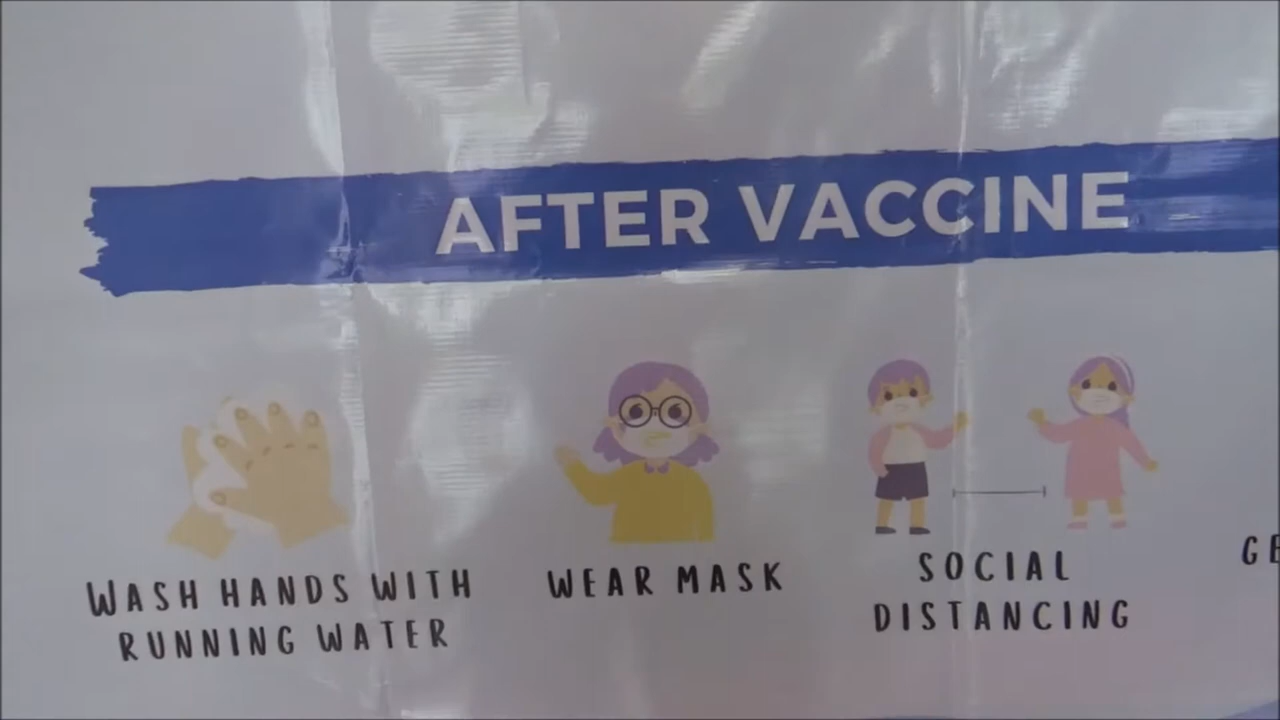 AFTER VACCINE
WASH HANDS WITH
RUNNING WATER
WEAR MASK
SOCIAL
DISTANCING